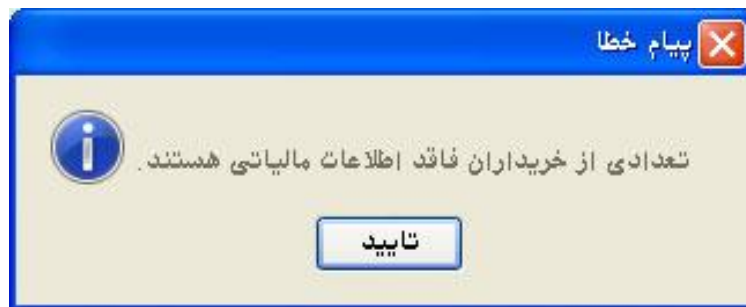 پیام خطا
تعدادی از خریداران فاقد اطلاعات مالیاتی هستند.
تایید